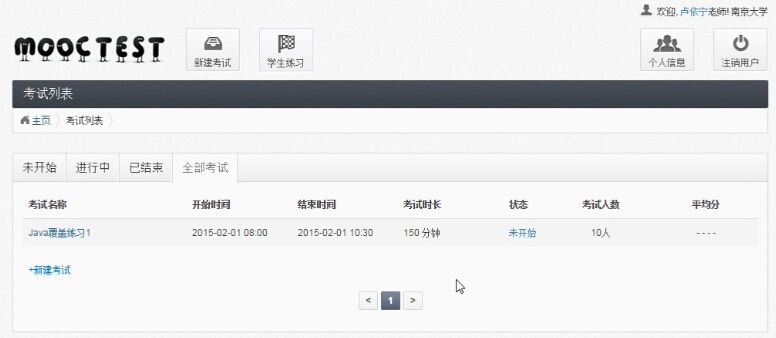 欢迎, 卢依宁老师! 南京大学
MOOCTEST
新建考试
学生练习
个人信息
注销用户
考试列表
主页 考试列表
未开始 进行中 已结束 全部考试
考试名称 开始时间 结束时间 考试时长 状态 考试人数 平均分
Java覆盖练习1 2015-02-01 08:00 2015-02-01 10:30 150 分钟 未开始 10人 ----
+新建考试
< 1 >